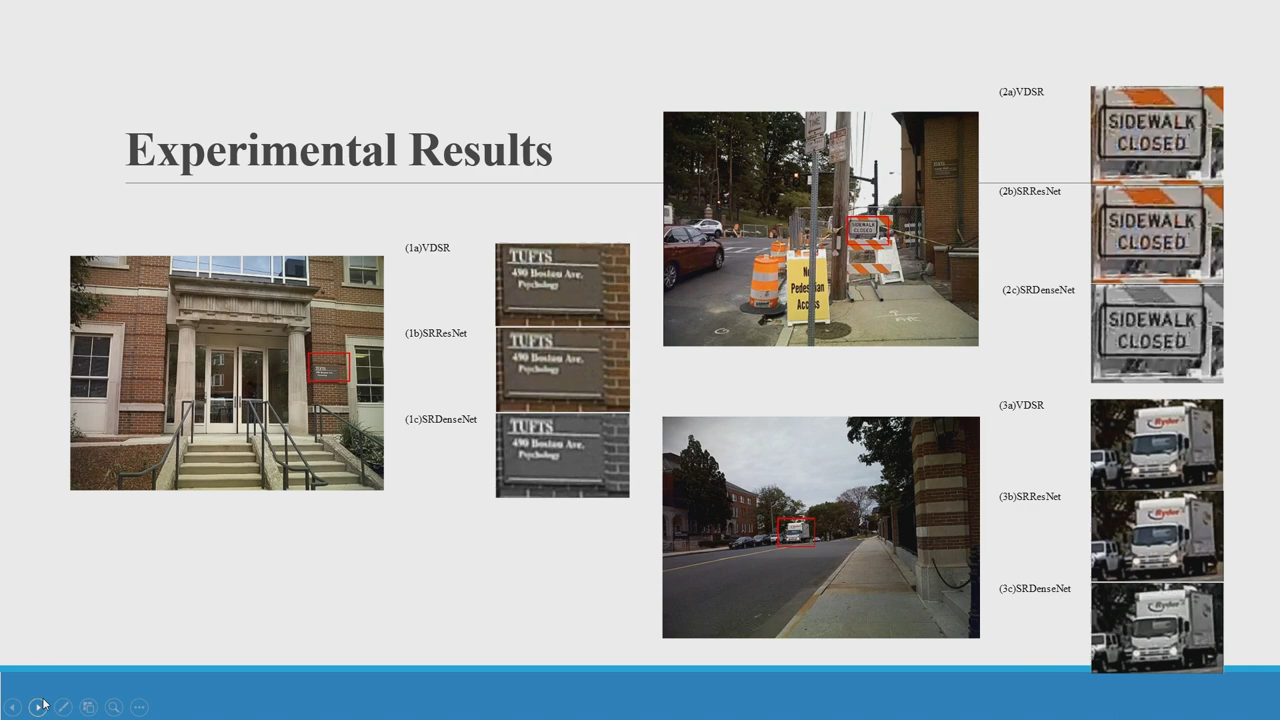 Experimental Results
(1a)VDSR
TUFTS
490 Boston Ave.
Psychology
(1b)SRResNet
TUFTS
490 Boston Ave.
Psychology
(1c)SRDenseNet
TUFTS
490 Boston Ave.
Psychology
SIDEWALK
CLOSED
No
Pedestrian
Access
(2a)VDSR
SIDEWALK
CLOSED
(2b)SRResNet
SIDEWALK
CLOSED
(2c)SRDenseNet
SIDEWALK
CLOSED
(3a)VDSR
Ryder
(3b)SRResNet
Ryder
(3c)SRDenseNet
Ryder